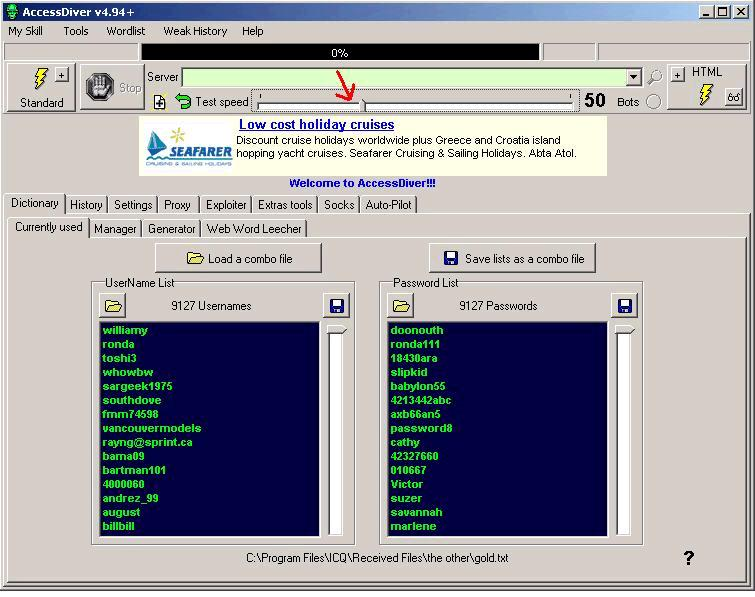 AccessDiver v4.94+
My Skill Tools Wordlist Weak History Help
0%
Standard
+
Stop
Server
+ HTML
Test speed
50 Bots
Low cost holiday cruises
Discount cruise holidays worldwide plus Greece and Croatia island
hopping yacht cruises. Seafarer Cruising & Sailing Holidays. Abta Atol.
SEAFARER
CRUISING & SAILING HOLIDAYS
Welcome to AccessDiver!!!
Dictionary History Settings Proxy Exploiter Extras tools Socks Auto-Pilot
Currently used Manager Generator Web Word Leecher
Load a combo file
Save lists as a combo file
UserName List
9127 Usernames
williamy
ronda
toshi3
whowbw
sargeek1975
southdove
fmm74598
vancouvermodels
rayng@sprint.ca
bama09
bartman101
4000060
andrez_99
august
billbill
Password List
9127 Passwords
doonouth
ronda111
18430ara
slipkid
babylon55
4213442abc
axb66an5
password8
cathy
42327660
010667
Victor
suzer
savannah
marlene
C:\Program Files\ICQ\Received Files\the other\gold.txt
?